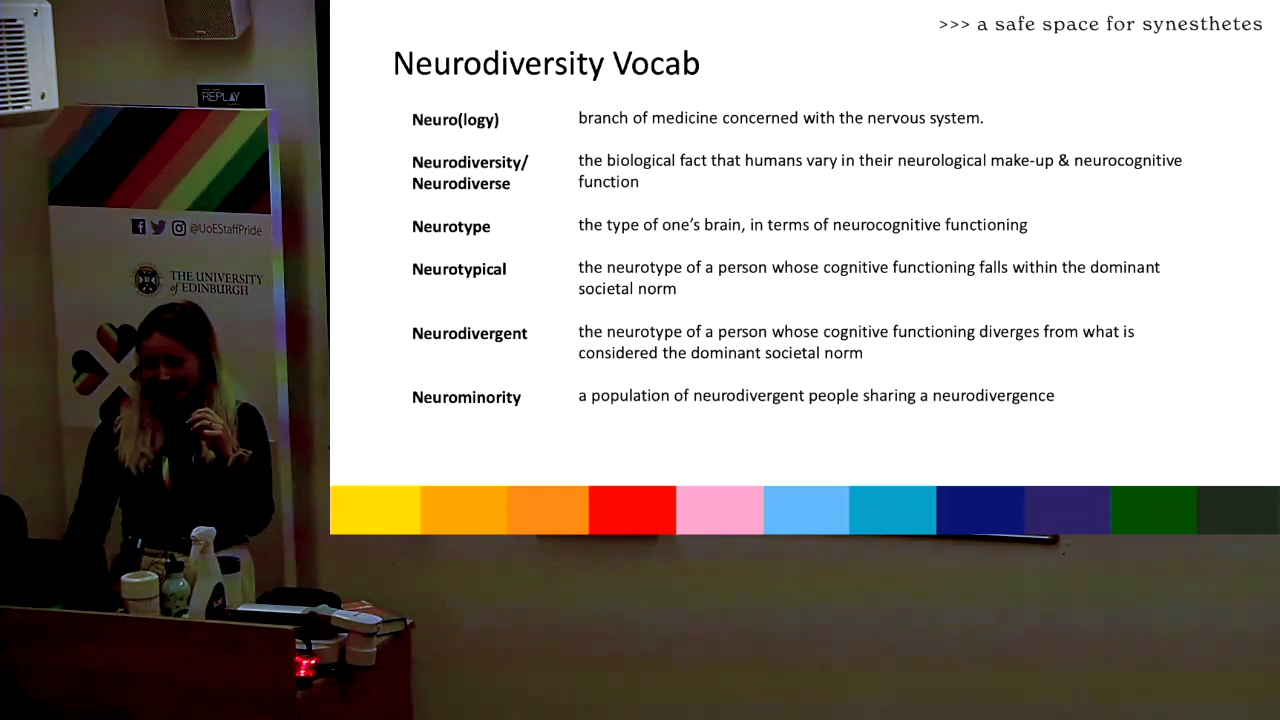 >>> a safe space for synesthetes
Neurodiversity Vocab
Neuro(logy) branch of medicine concerned with the nervous system.
Neurodiversity/ the biological fact that humans vary in their neurological make-up & neurocognitive
Neurodiverse function
Neurotype the type of one’s brain, in terms of neurocognitive functioning
Neurotypical the neurotype of a person whose cognitive functioning falls within the dominant
societal norm
Neurodivergent the neurotype of a person whose cognitive functioning diverges from what is
considered the dominant societal norm
Neurominority a population of neurodivergent people sharing a neurodivergence
REPLAY
@UoEStaffPride
THE UNIVERSITY
of EDINBURGH